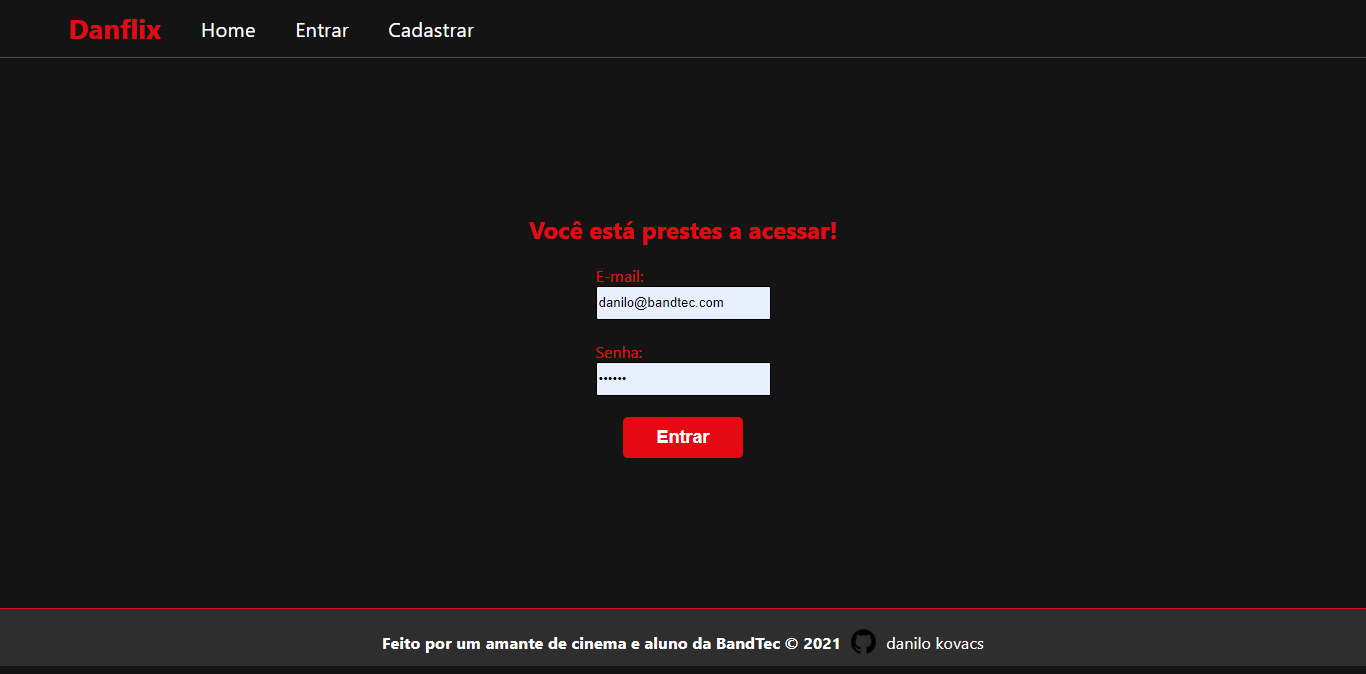 Danflix Home Entrar Cadastrar
Você está prestes a acessar!
E-mail:
danilo@bandtec.com
Senha:
••••••
Entrar
Feito por um amante de cinema e aluno da BandTec © 2021 danilo kovacs